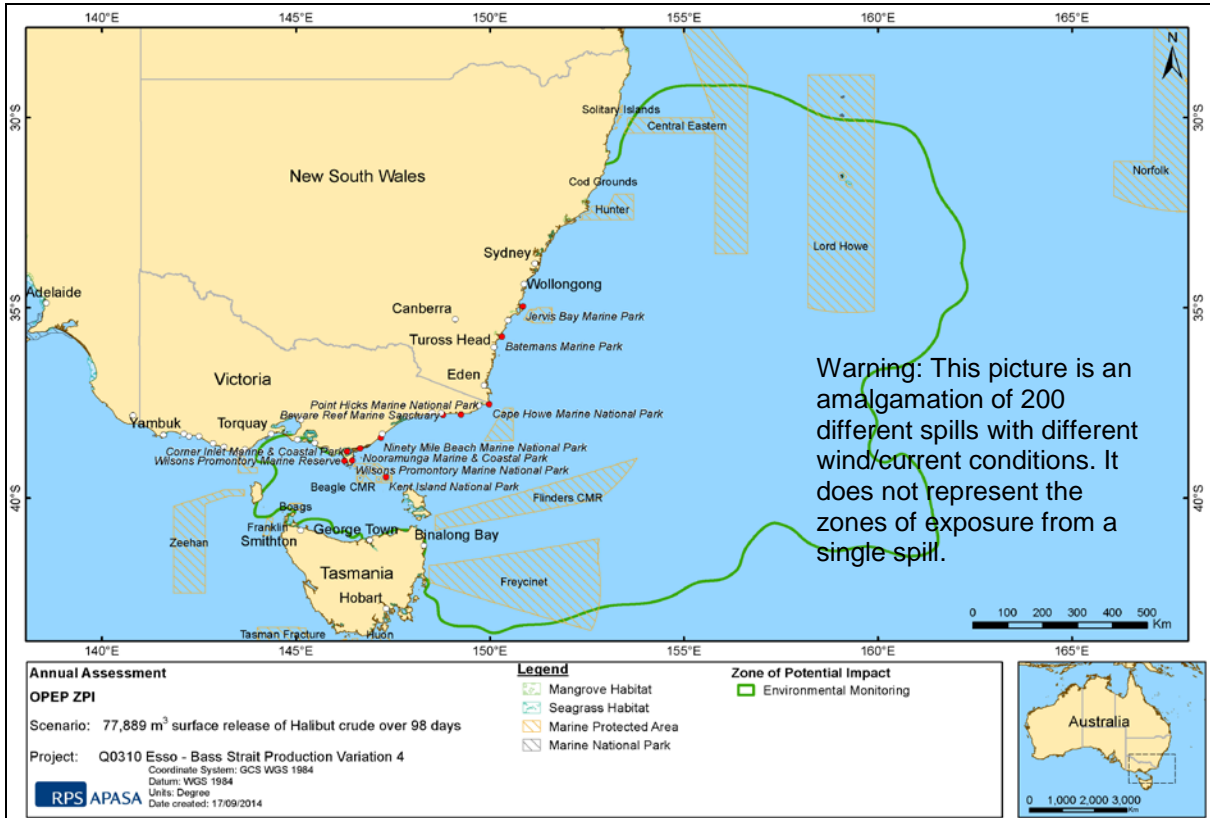 140°E 145°E 150°E 155°E 160°E 165°E
N
30°S 30°S
Solitary Islands
Central Eastern
Norfolk
New South Wales
Cod Grounds
Hunter
Lord Howe
Sydney
Adelaide
Wollongong
35°S 35°S
Canberra
Jervis Bay Marine Park
Tuross Head
Batemans Marine Park
Victoria
Eden
Warning: This picture is an
amalgamation of 200
different spills with different
wind/current conditions. It
does not represent the
zones of exposure from a
single spill.
Point Hicks Marine National Park
Beware Reef Marine Sanctuary
Cape Howe Marine National Park
Yambuk
Torquay
Ninety Mile Beach Marine National Park
Corner Inlet Marine & Coastal Park
Nooramunga Marine & Coastal Park
Wilsons Promontory Marine Reserve
Wilsons Promontory Marine National Park
Beagle CMR
Kent Island National Park
40°S 40°S
Flinders CMR
Boags
Franklin
George Town
Binalong Bay
Zeehan
Smithton
Tasmania
Freycinet
Hobart
Tasman Fracture
Huon
0 100 200 300 400 500
Km
140°E 145°E 150°E 155°E 160°E 165°E
Annual Assessment
OPEP ZPI
Scenario: 77,889 m³ surface release of Halibut crude over 98 days
Project: Q0310 Esso - Bass Strait Production Variation 4
Coordinate System: GCS WGS 1984
Datum: WGS 1984
Units: Degree
Date created: 17/09/2014
RPS APASA
Legend
Mangrove Habitat
Seagrass Habitat
Marine Protected Area
Marine National Park
Zone of Potential Impact
Environmental Monitoring
Australia
0 1,000 2,000 3,000
Km